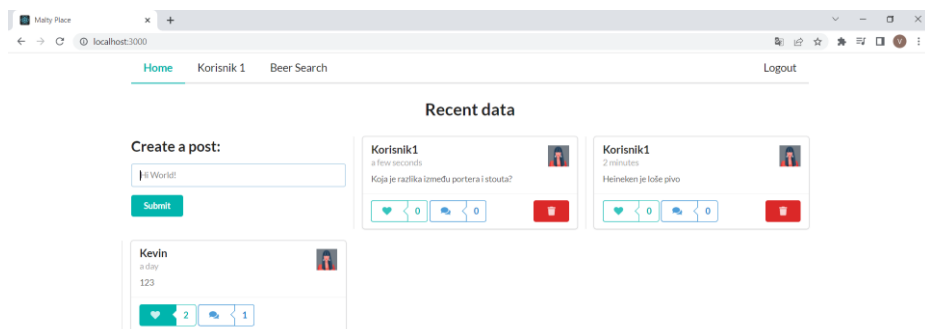 Malty Place
localhost:3000
V
Home Korisnik 1 Beer Search Logout
Recent data
Create a post:
Hi World!
Submit
Korisnik1
a few seconds
Koja je razlika između portera i stouta?
0 0
Korisnik1
2 minutes
Heineken je loše pivo
0 0
Kevin
a day
123
2 1